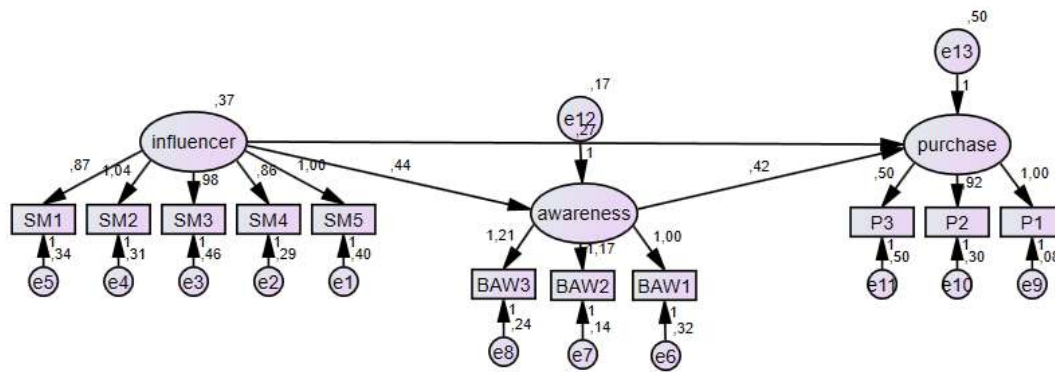 ,50
e13
,37
,17
e12
1
influencer
,27
purchase
,87
1,04
,98
,86
1,00
,44
1
,42
,50
,92
1,00
SM1
SM2
SM3
SM4
SM5
awareness
P3
P2
P1
1
,34
1
,31
1
,46
1
,29
1
,40
1,21
1,17
1,00
1
,50
1
,30
1
,08
e5
e4
e3
e2
e1
e11
e10
e9
BAW3
BAW2
BAW1
1
,24
1
,14
1
,32
e8
e7
e6